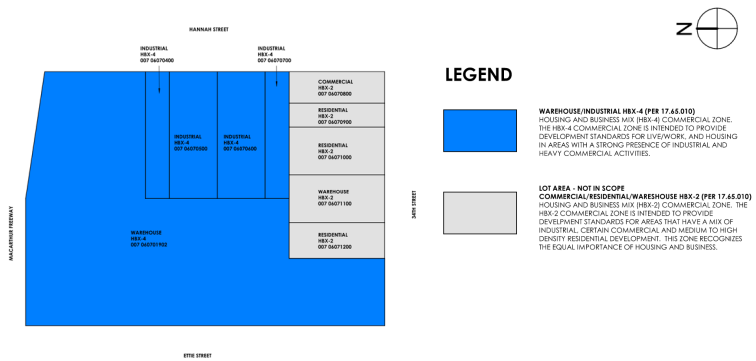 HANNAH STREET
INDUSTRIAL
HBX-4
007 06070400
INDUSTRIAL
HBX-4
007 06070700
COMMERCIAL
HBX-2
007 06070800
RESIDENTIAL
HBX-2
007 06070900
INDUSTRIAL
HBX-4
007 06070500
INDUSTRIAL
HBX-4
007 06070600
RESIDENTIAL
HBX-2
007 06071000
WAREHOUSE
HBX-2
007 06071100
RESIDENTIAL
HBX-2
007 06071200
WAREHOUSE
HBX-4
007 060701902
MACARTHUR FREEWAY
34TH STREET
ETTIE STREET
N
LEGEND
WAREHOUSE/INDUSTRIAL HBX-4 (PER 17.65.010)
HOUSING AND BUSINESS MIX (HBX-4) COMMERCIAL ZONE.
THE HBX-4 COMMERCIAL ZONE IS INTENDED TO PROVIDE
DEVELOPMENT STANDARDS FOR LIVE/WORK, AND HOUSING
IN AREAS WITH A STRONG PRESENCE OF INDUSTRIAL AND
HEAVY COMMERCIAL ACTIVITIES.
LOT AREA - NOT IN SCOPE
COMMERCIAL/RESIDENTIAL/WARESHOUSE HBX-2 (PER 17.65.010)
HOUSING AND BUSINESS MIX (HBX-2) COMMERCIAL ZONE. THE
HBX-2 COMMERCIAL ZONE IS INTENDED TO PROVIDE
DEVELPMENT STANDARDS FOR AREAS THAT HAVE A MIX OF
INDUSTRIAL, CERTAIN COMMERCIAL AND MEDIUM TO HIGH
DENSITY RESIDENTIAL DEVELOPMENT. THIS ZONE RECOGNIZES
THE EQUAL IMPORTANCE OF HOUSING AND BUSINESS.